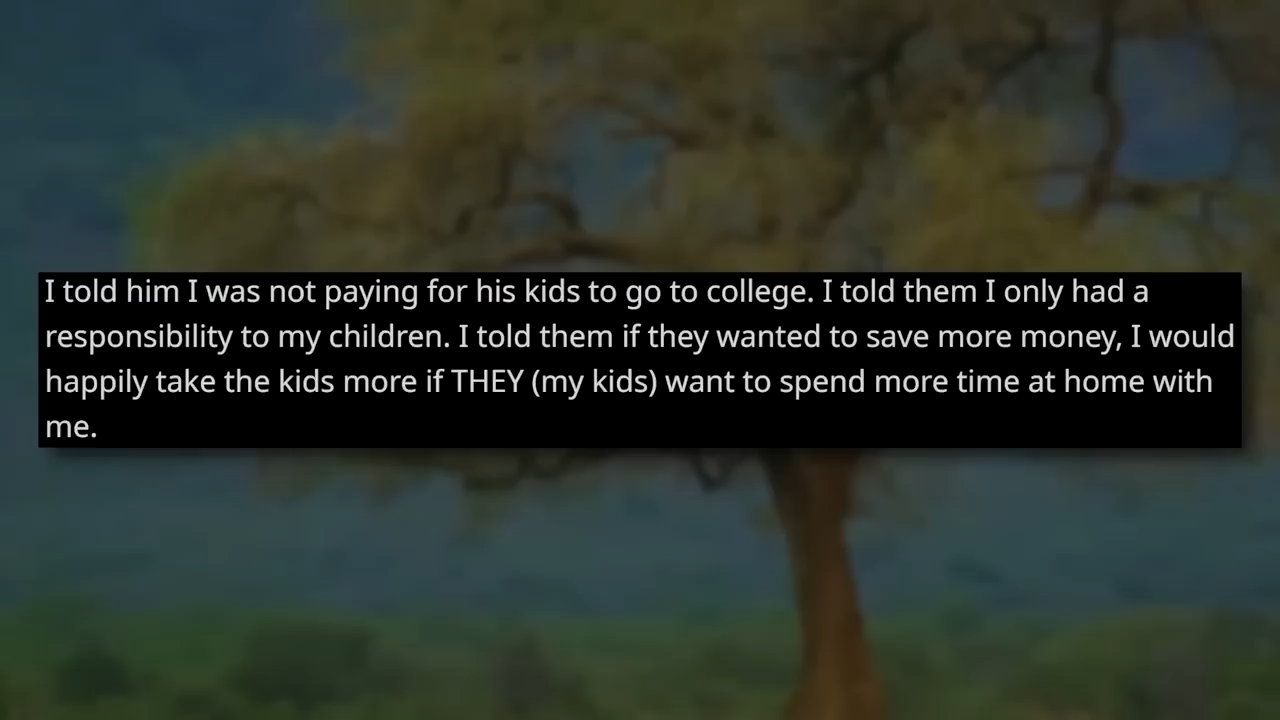 I told him I was not paying for his kids to go to college. I told them I only had a
responsibility to my children. I told them if they wanted to save more money, I would
happily take the kids more if THEY (my kids) want to spend more time at home with
me.